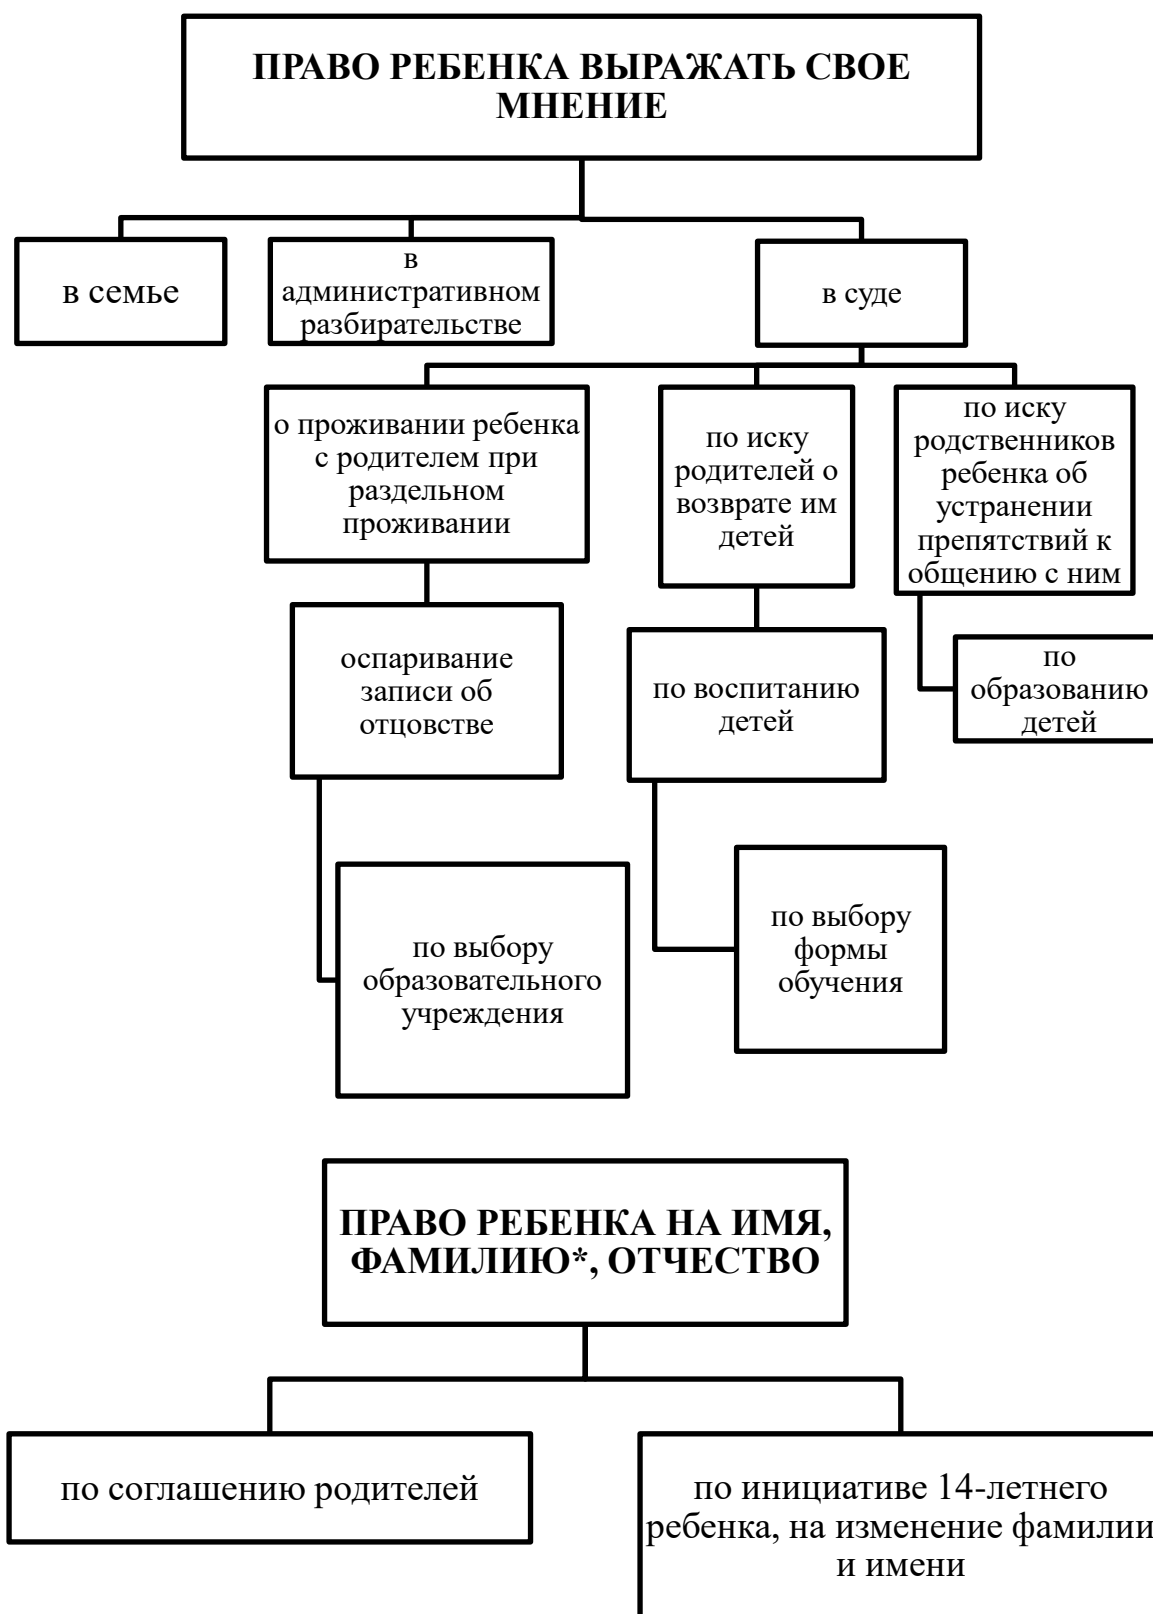 ПРАВО РЕБЕНКА ВЫРАЖАТЬ СВОЕ
МНЕНИЕ
в семье
в
административном
разбирательстве
в суде
о проживании ребенка
с родителем при
раздельном
проживании
по иску
родителей о
возврате им
детей
по иску
родственников
ребенка об
устранении
препятствий к
общению с ним
оспаривание
записи об
отцовстве
по воспитанию
детей
по
образованию
детей
по выбору
образовательного
учреждения
по выбору
формы
обучения
ПРАВО РЕБЕНКА НА ИМЯ,
ФАМИЛИЮ*, ОТЧЕСТВО
по соглашению родителей
по инициативе 14-летнего
ребенка, на изменение фамилии
и имени